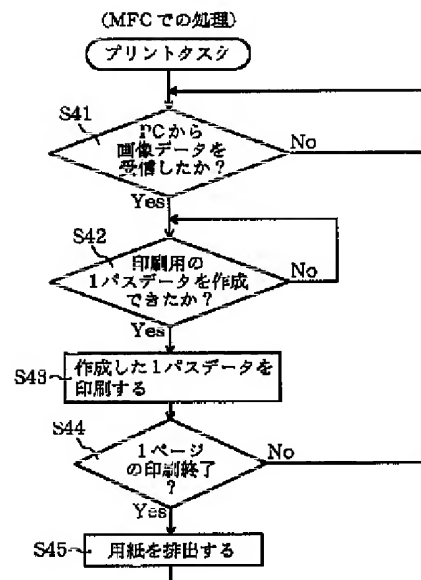 (MFCでの処理)
プリントタスク
S41
PCから
画像データを
受信したか?
No
Yes
S42
印刷用の
1パスデータを作成
できたか?
No
Yes
S43
作成した1パスデータを
印刷する
S44
1ページ
の印刷終了
?
No
Yes
S45
用紙を排出する